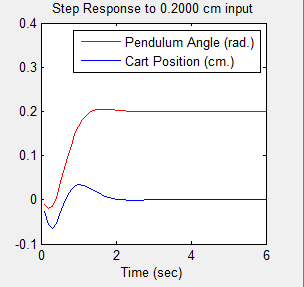 Step Response to 0.2000 cm input
0.4
Pendulum Angle (rad.)
Cart Position (cm.)
0.3
0.2
0.1
0
-0.1
0 2 4 6
Time (sec)